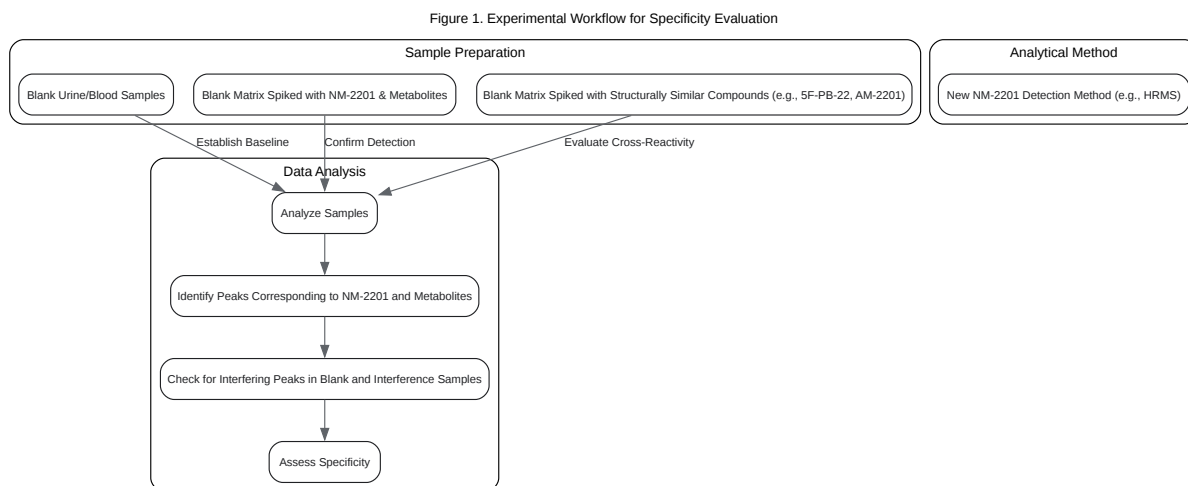 Figure 1. Experimental Workflow for Specificity Evaluation
Sample Preparation
Analytical Method
Blank Urine/Blood Samples
Blank Matrix Spiked with NM-2201 & Metabolites
Blank Matrix Spiked with Structurally Similar Compounds (e.g., 5F-PB-22, AM-2201)
New NM-2201 Detection Method (e.g., HRMS)
Establish Baseline
Confirm Detection
Evaluate Cross-Reactivity
Data Analysis
Analyze Samples
Identify Peaks Corresponding to NM-2201 and Metabolites
Check for Interfering Peaks in Blank and Interference Samples
Assess Specificity